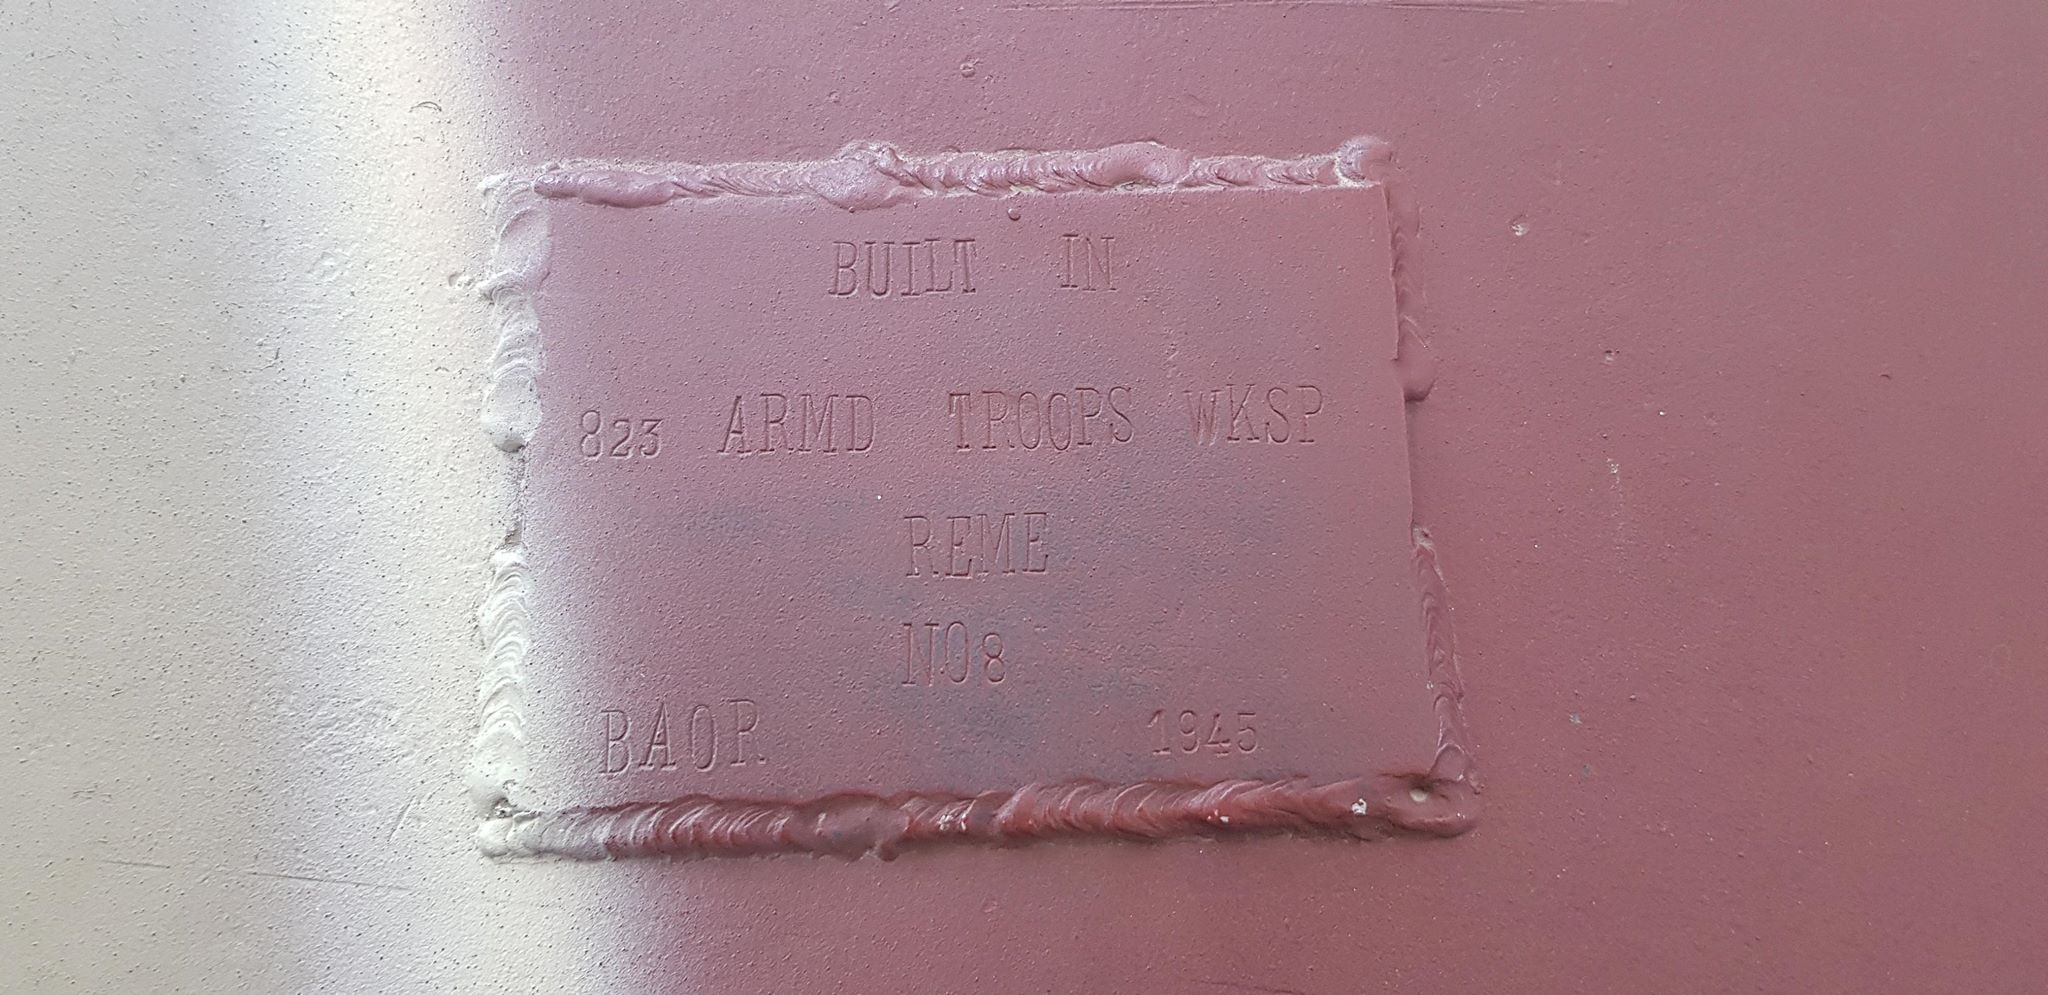 BUILT IN
823 ARMD TROOPS WKSP
REME
NO8
BAOR 1945